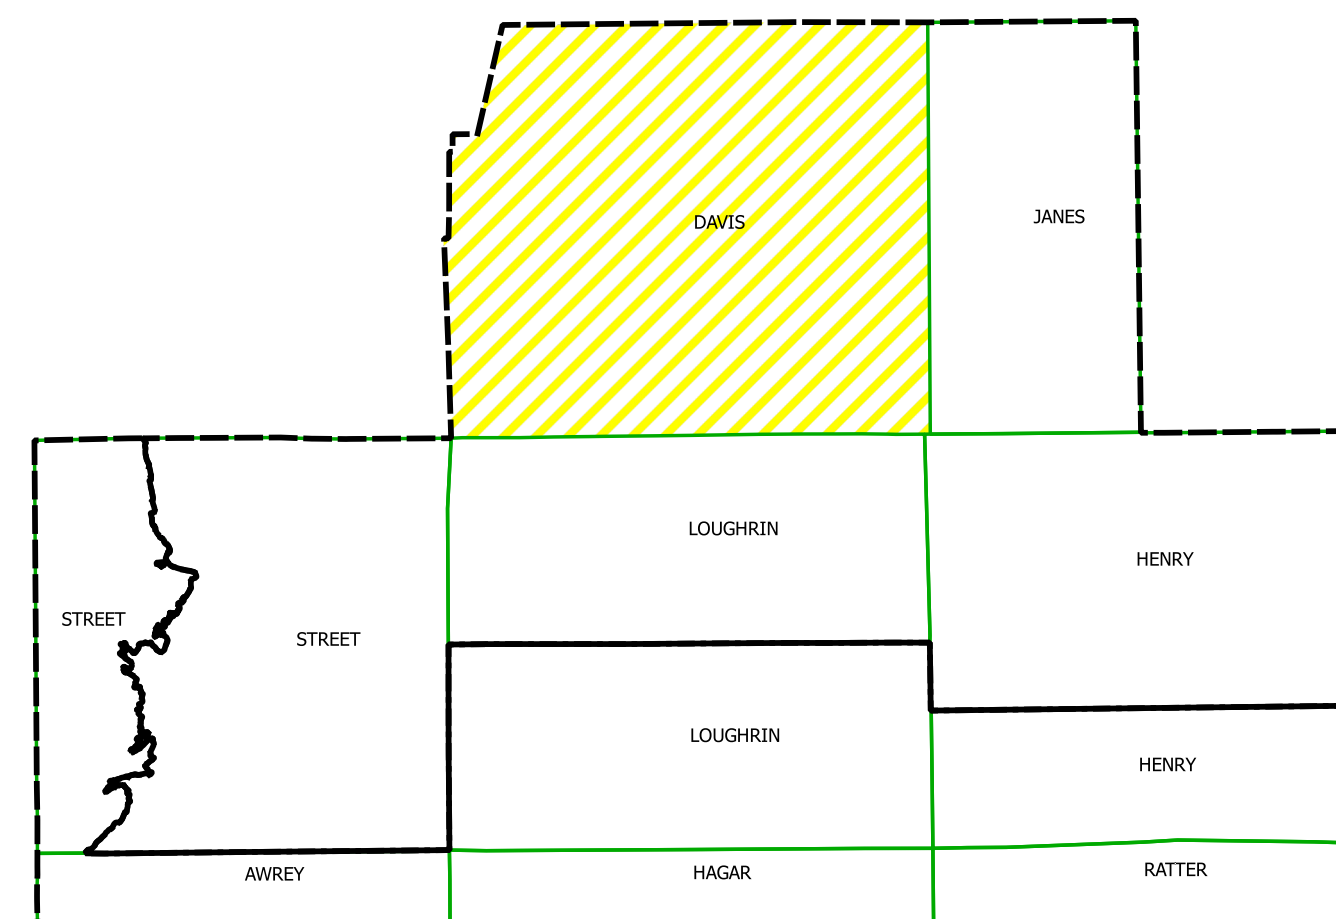 DAVIS
JANES
LOUGHRIN
HENRY
STREET
STREET
LOUGHRIN
HENRY
AWREY
HAGAR
RATTER